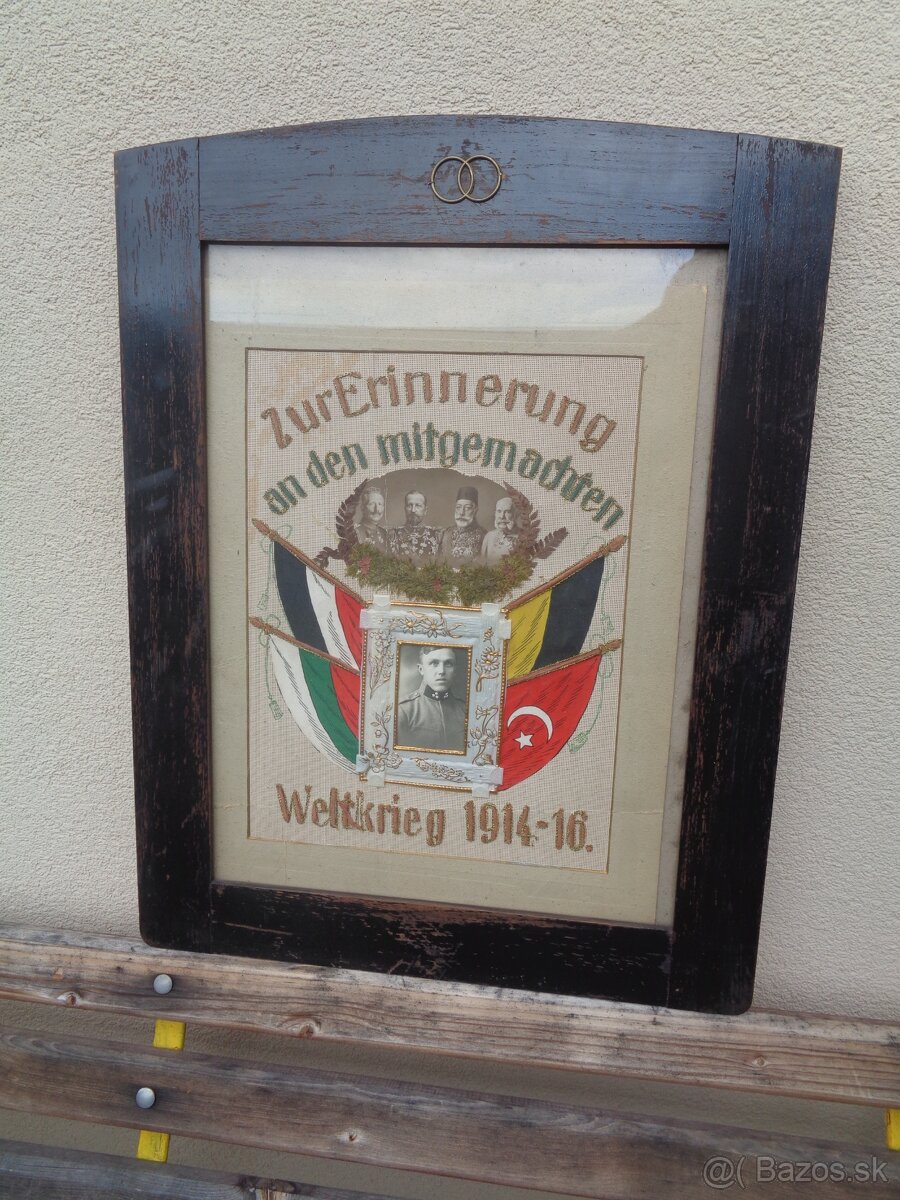 Zur Erinnerung
an den mitgemachten
Weltkrieg 1914-16.
@( Bazos.sk